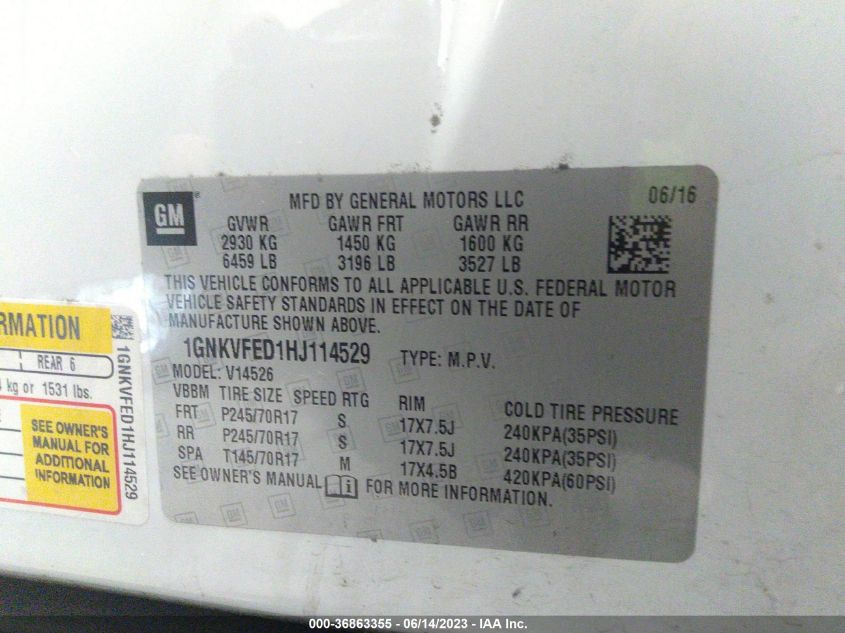 GM
MFD BY GENERAL MOTORS LLC
06/16
GVWR GAWR FRT GAWR RR
2930 KG 1450 KG 1600 KG
6459 LB 3196 LB 3527 LB
THIS VEHICLE CONFORMS TO ALL APPLICABLE U.S. FEDERAL MOTOR
VEHICLE SAFETY STANDARDS IN EFFECT ON THE DATE OF
MANUFACTURE SHOWN ABOVE.
1GNKVFED1HJ114529 TYPE: M.P.V.
MODEL: V14526
VBBM TIRE SIZE SPEED RTG RIM COLD TIRE PRESSURE
FRT P245/70R17 S 17X7.5J 240KPA(35PSI)
RR P245/70R17 S 17X7.5J 240KPA(35PSI)
SPA T145/70R17 M 17X4.5B 420KPA(60PSI)
SEE OWNER'S MANUAL FOR MORE INFORMATION.
RMATION
REAR 6
kg or 1531 lbs.
SEE OWNER'S
MANUAL FOR
ADDITIONAL
INFORMATION
1GNKVFED1HJ114529
000-36863355 - 06/14/2023 - IAA Inc.